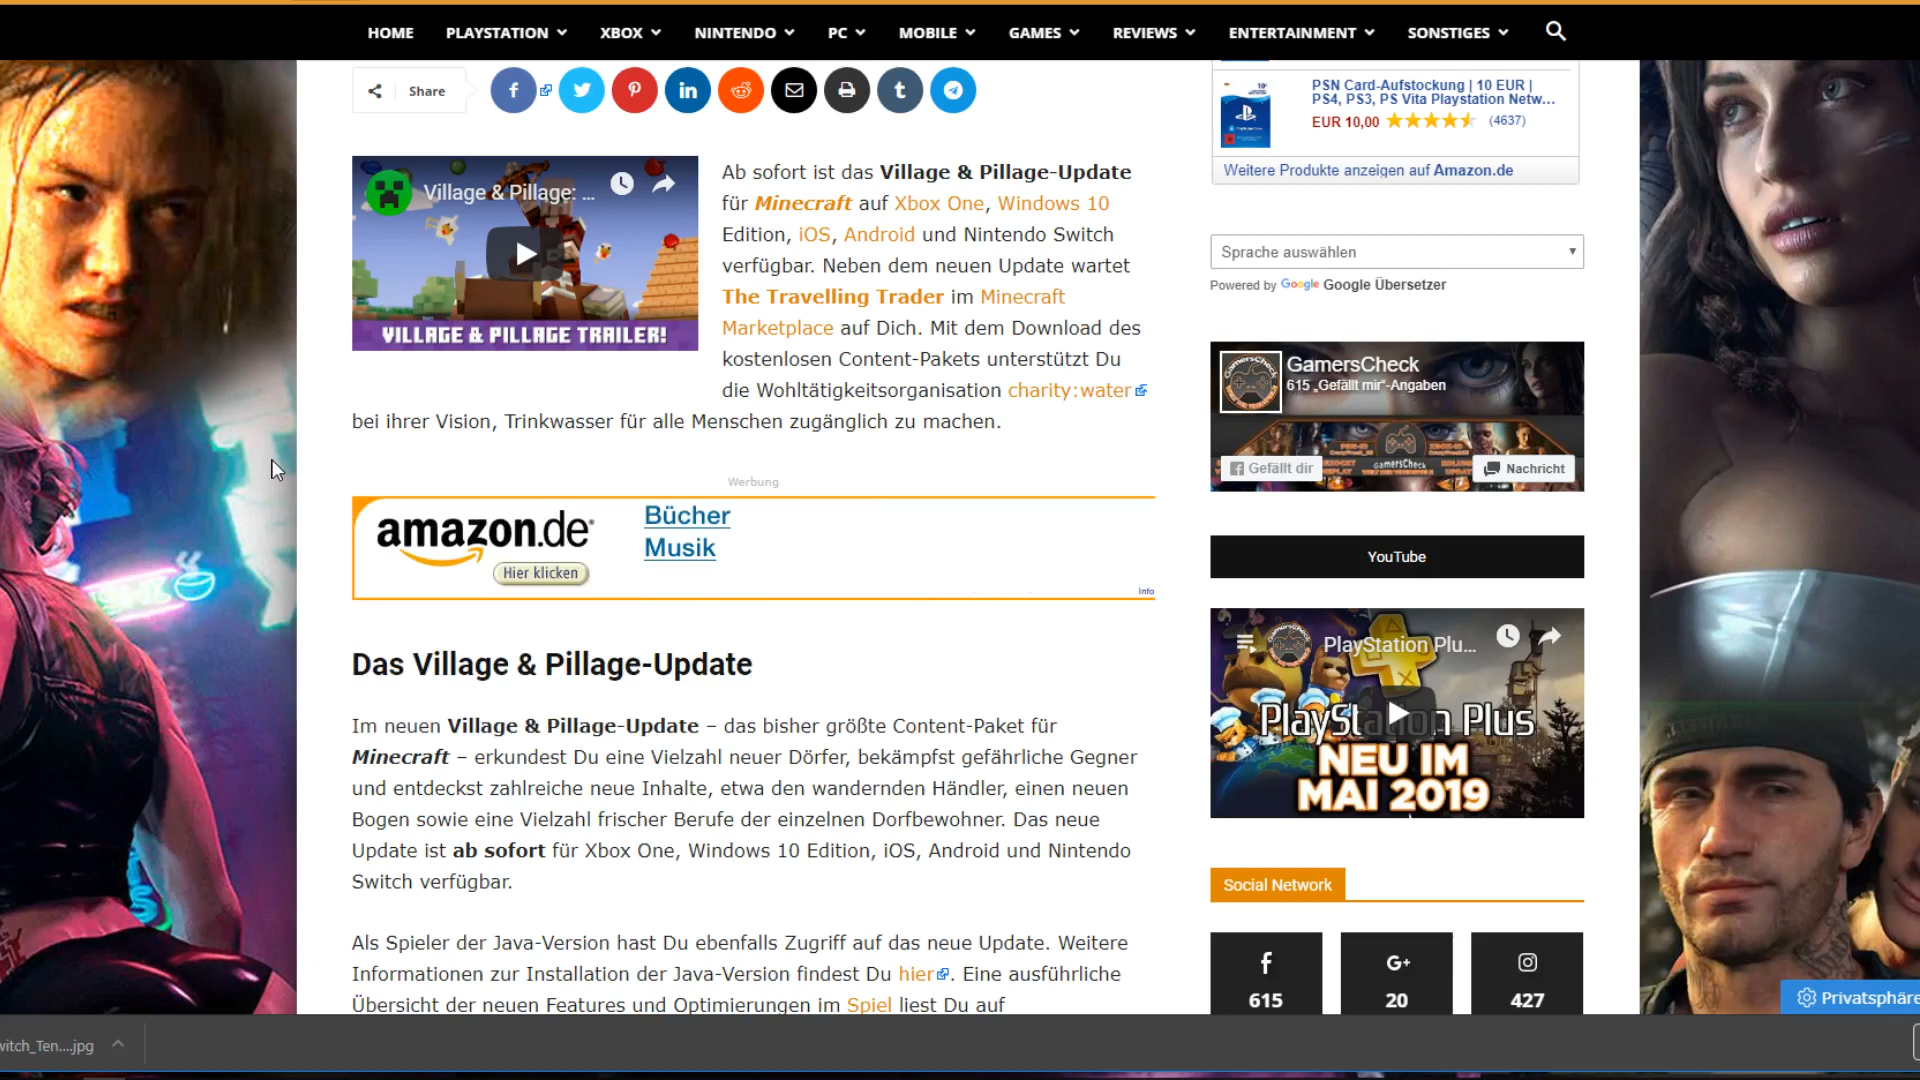 HOME PLAYSTATION XBOX NINTENDO PC MOBILE GAMES REVIEWS ENTERTAINMENT SONSTIGES
Share
Village & Pillage: ...
VILLAGE & PILLAGE TRAILER!
Ab sofort ist das Village & Pillage-Update
für Minecraft auf Xbox One, Windows 10
Edition, iOS, Android und Nintendo Switch
verfügbar. Neben dem neuen Update wartet
The Travelling Trader im Minecraft
Marketplace auf Dich. Mit dem Download des
kostenlosen Content-Pakets unterstützt Du
die Wohltätigkeitsorganisation charity:water
bei ihrer Vision, Trinkwasser für alle Menschen zugänglich zu machen.
Werbung
amazon.de
Hier klicken
Bücher
Musik
Info
Das Village & Pillage-Update
Im neuen Village & Pillage-Update – das bisher größte Content-Paket für
Minecraft – erkundest Du eine Vielzahl neuer Dörfer, bekämpfst gefährliche Gegner
und entdeckst zahlreiche neue Inhalte, etwa den wandernden Händler, einen neuen
Bogen sowie eine Vielzahl frischer Berufe der einzelnen Dorfbewohner. Das neue
Update ist ab sofort für Xbox One, Windows 10 Edition, iOS, Android und Nintendo
Switch verfügbar.
Als Spieler der Java-Version hast Du ebenfalls Zugriff auf das neue Update. Weitere
Informationen zur Installation der Java-Version findest Du hier. Eine ausführliche
Übersicht der neuen Features und Optimierungen im Spiel liest Du auf
PSN Card-Aufstockung | 10 EUR |
PS4, PS3, PS Vita Playstation Netw...
EUR 10,00 (4637)
Weitere Produkte anzeigen auf Amazon.de
Sprache auswählen
Powered by Google Google Übersetzer
GamersCheck
615 „Gefällt mir“-Angaben
GamersCheck
Gefällt dir
Nachricht
YouTube
PlayStation Plu...
PlayStation Plus
NEU IM
MAI 2019
Social Network
G+
615 20 427
Privatsphäre
witch_Ten....jpg